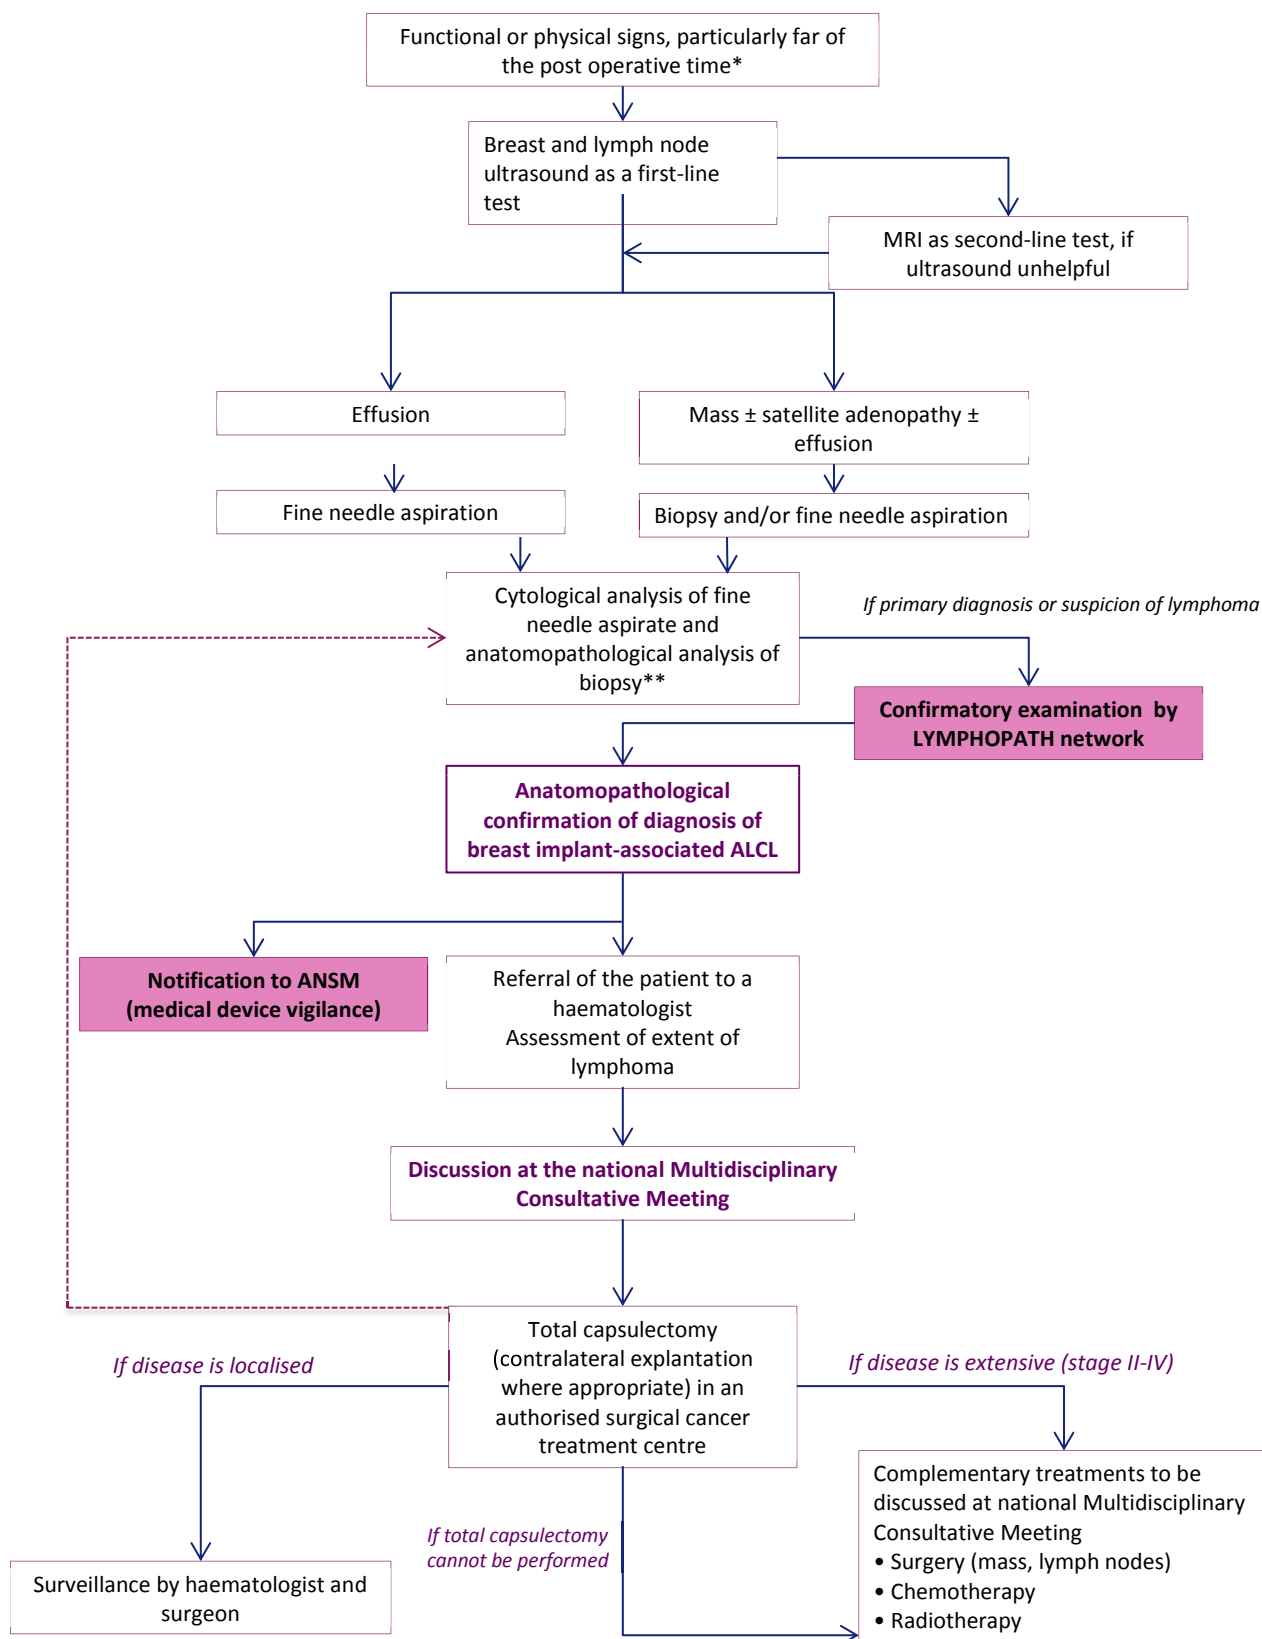 Functional or physical signs, particularly far of
the post operative time*
Breast and lymph node
ultrasound as a first-line
test
MRI as second-line test, if
ultrasound unhelpful
Effusion
Mass ± satellite adenopathy ±
effusion
Fine needle aspiration
Biopsy and/or fine needle aspiration
Cytological analysis of fine
needle aspirate and
anatomopathological analysis of
biopsy**
If primary diagnosis or suspicion of lymphoma
Confirmatory examination by
LYMPHOPATH network
Anatomopathological
confirmation of diagnosis of
breast implant-associated ALCL
Notification to ANSM
(medical device vigilance)
Referral of the patient to a
haematologist
Assessment of extent of
lymphoma
Discussion at the national Multidisciplinary
Consultative Meeting
Total capsulectomy
(contralateral explantation
where appropriate) in an
authorised surgical cancer
treatment centre
If disease is localised
If disease is extensive (stage II-IV)
If total capsulectomy
cannot be performed
Surveillance by haematologist and
surgeon
Complementary treatments to be
discussed at national Multidisciplinary
Consultative Meeting
• Surgery (mass, lymph nodes)
• Chemotherapy
• Radiotherapy